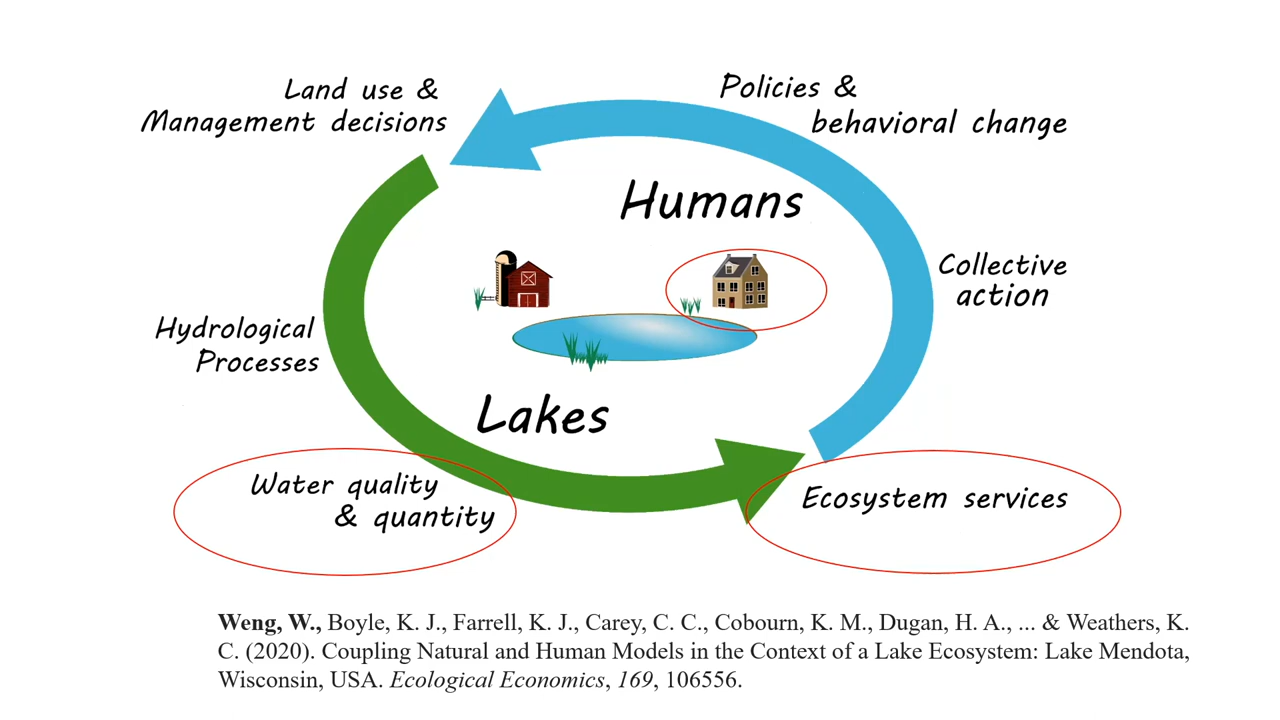 Land use &
Management decisions
Policies &
behavioral change
Humans
Collective
action
Hydrological
Processes
Lakes
Water quality
& quantity
Ecosystem services
Weng, W., Boyle, K. J., Farrell, K. J., Carey, C. C., Cobourn, K. M., Dugan, H. A., ... & Weathers, K.
C. (2020). Coupling Natural and Human Models in the Context of a Lake Ecosystem: Lake Mendota,
Wisconsin, USA. Ecological Economics, 169, 106556.